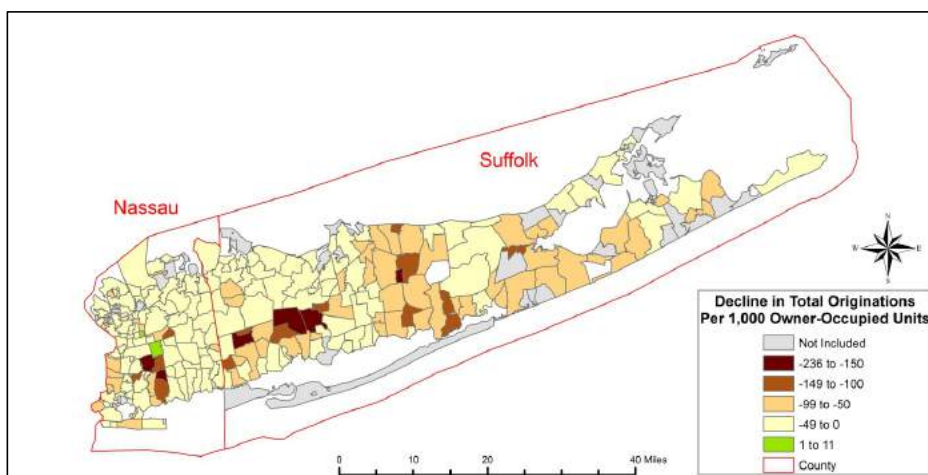 Suffolk
Nassau
N
W
E
S
Decline in Total Originations
Per 1,000 Owner-Occupied Units
Not Included
-236 to -150
-149 to -100
-99 to -50
-49 to 0
1 to 11
County
0 10 20 40 Miles